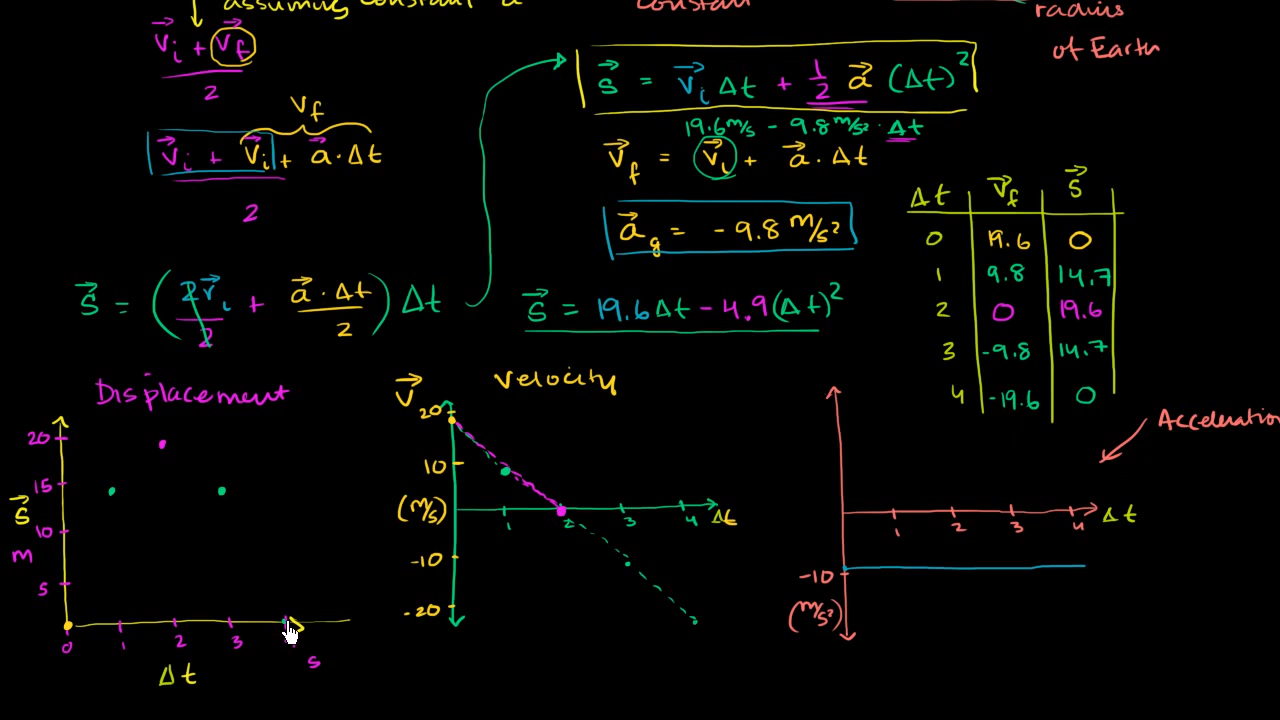 assuming constant a
constant
radius
of Earth
v⃗i + v⃗f
2
s⃗ = v⃗i Δt + 1/2 a⃗ (Δt)²
vf
19.6 m/s - 9.8 m/s² · Δt
v⃗i + v⃗i + a⃗ · Δt
2
v⃗f = v⃗i + a⃗ · Δt
a⃗g = -9.8 m/s²
Δt v⃗f s⃗
0 19.6 0
1 9.8 14.7
2 0 19.6
3 -9.8 14.7
4 -19.6 0
s⃗ = (2v⃗i/2 + a⃗ · Δt/2) Δt
s⃗ = 19.6Δt - 4.9(Δt)²
Displacement
20
15
s⃗
10
m
5
0 1 2 3
s
Δt
Velocity
v⃗
20
10
(m/s)
1 2 3 4 Δt
-10
-20
Acceleration
1 2 3 4 Δt
-10
(m/s²)